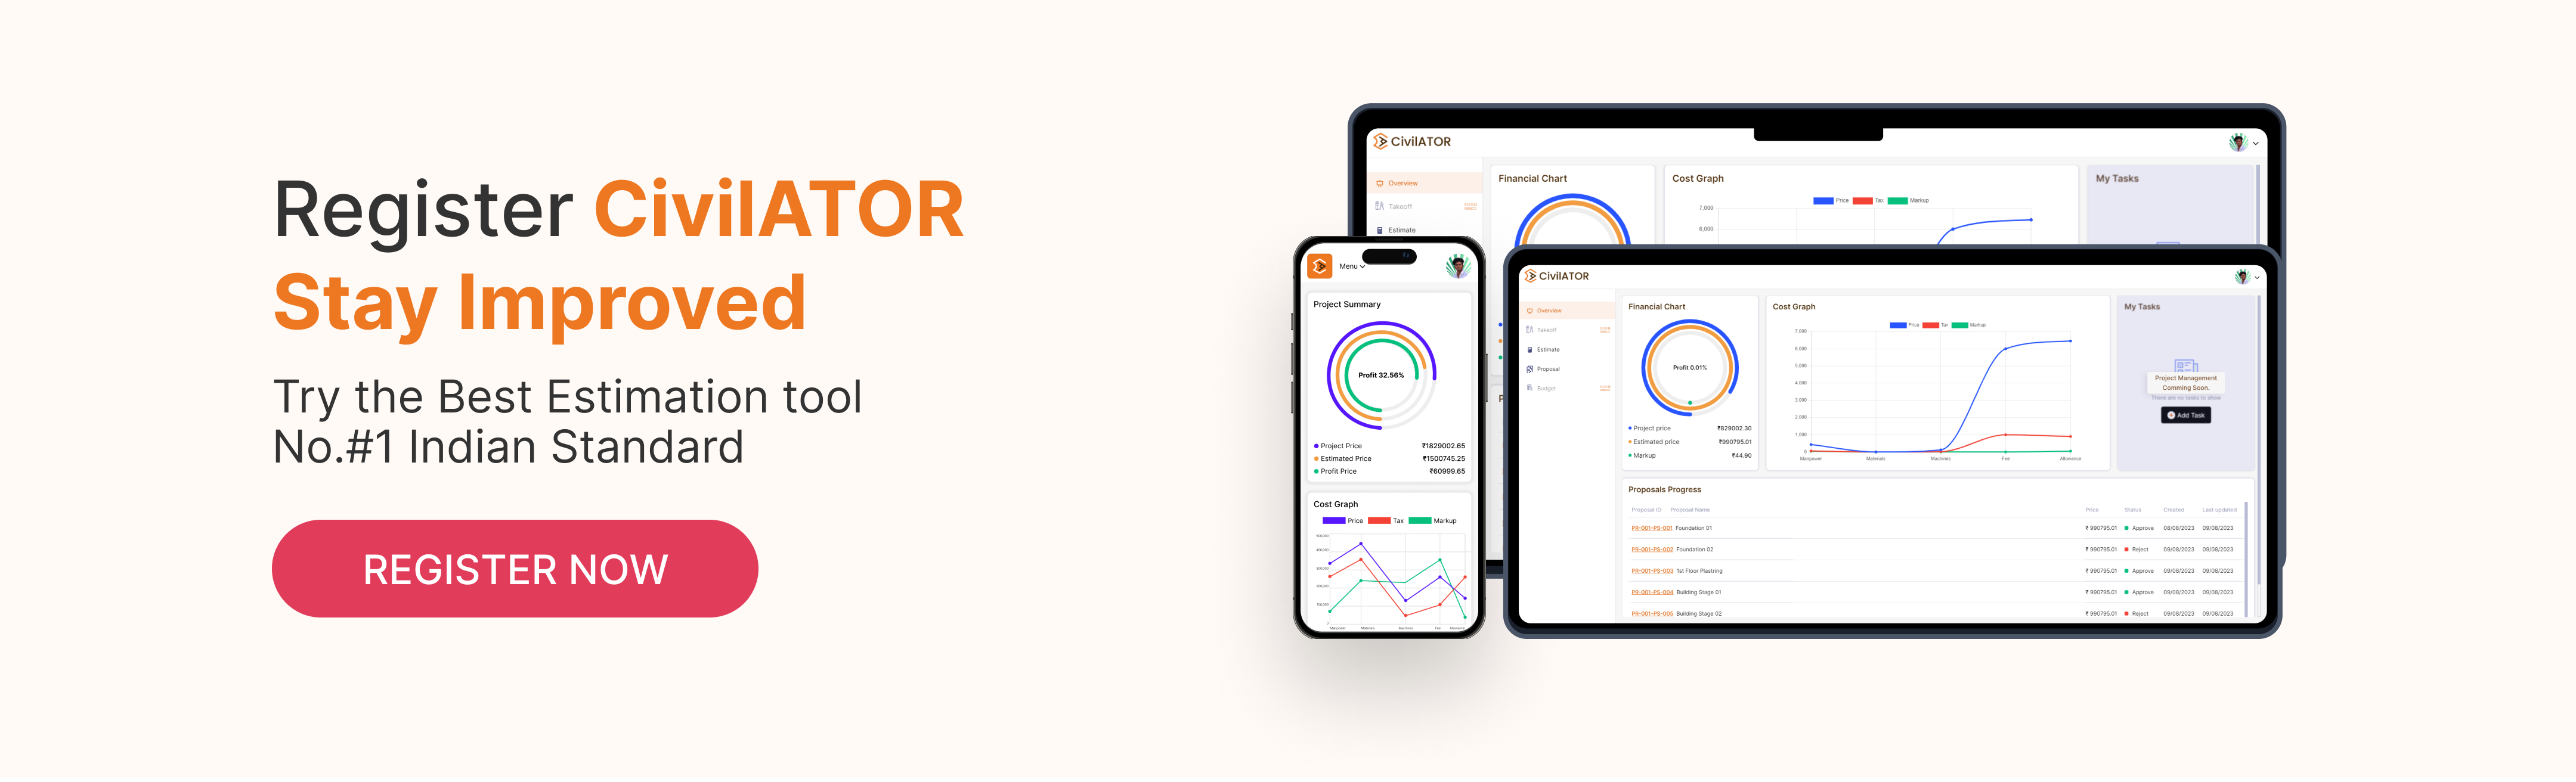 Register CivilATOR
Stay Improved
Try the Best Estimation tool
No.#1 Indian Standard
REGISTER NOW
CivilATOR
Overview
Takeoff
Estimate
Financial Chart
Cost Graph
Price Tax Markup
7,000
6,000
My Tasks
Menu
Project Summary
Profit 32.56%
Project Price ₹1829002.65
Estimated Price ₹1500745.25
Profit Price ₹60999.65
Cost Graph
Price Tax Markup
CivilATOR
Overview
Takeoff
Estimate
Proposal
Budget
Financial Chart
Profit 0.01%
Project price ₹829002.30
Estimated price ₹990795.01
Markup ₹44.90
Cost Graph
Price Tax Markup
7,000
6,000
5,000
4,000
3,000
2,000
1,000
0
Manpower Materials Machines Fee Allowance
My Tasks
Project Management
Comming Soon.
There are no tasks to show
Add Task
Proposals Progress
Proposal ID Proposal Name Price Status Created Last updated
PR-001-PS-001 Foundation 01 ₹ 990795.01 Approve 08/08/2023 09/08/2023
PR-001-PS-002 Foundation 02 ₹ 990795.01 Reject 09/08/2023 09/08/2023
PR-001-PS-003 1st Floor Plastring ₹ 990795.01 Approve 09/08/2023 09/08/2023
PR-001-PS-004 Building Stage 01 ₹ 990795.01 Approve 09/08/2023 09/08/2023
PR-001-PS-005 Building Stage 02 ₹ 990795.01 Reject 09/08/2023 09/08/2023